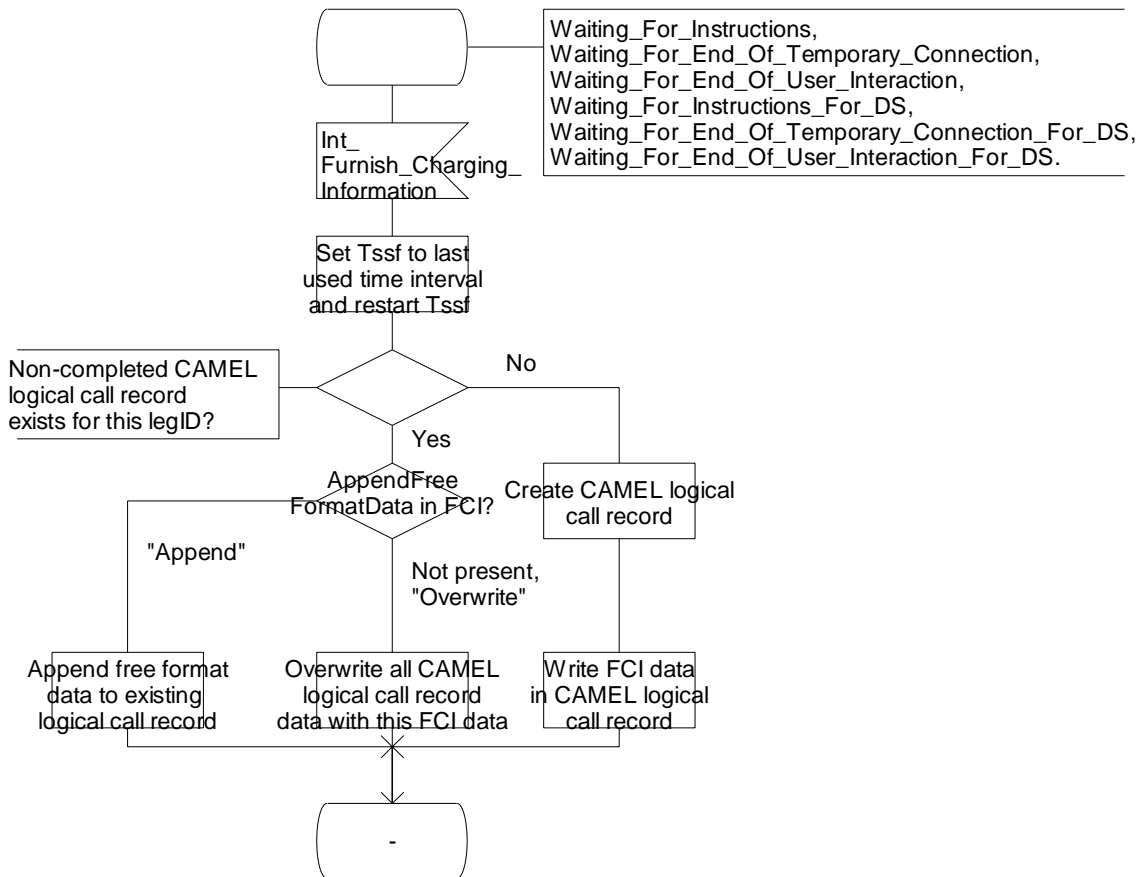 Waiting_For_Instructions,
Waiting_For_End_Of_Temporary_Connection,
Waiting_For_End_Of_User_Interaction,
Waiting_For_Instructions_For_DS,
Waiting_For_End_Of_Temporary_Connection_For_DS,
Waiting_For_End_Of_User_Interaction_For_DS.
Int_
Furnish_Charging_
Information
Set Tssf to last
used time interval
and restart Tssf
Non-completed CAMEL
logical call record
exists for this legID?
No
Yes
AppendFree
FormatData in FCI?
Create CAMEL logical
call record
"Append"
Not present,
"Overwrite"
Append free format
data to existing
logical call record
Overwrite all CAMEL
logical call record
data with this FCI data
Write FCI data
in CAMEL logical
call record
-